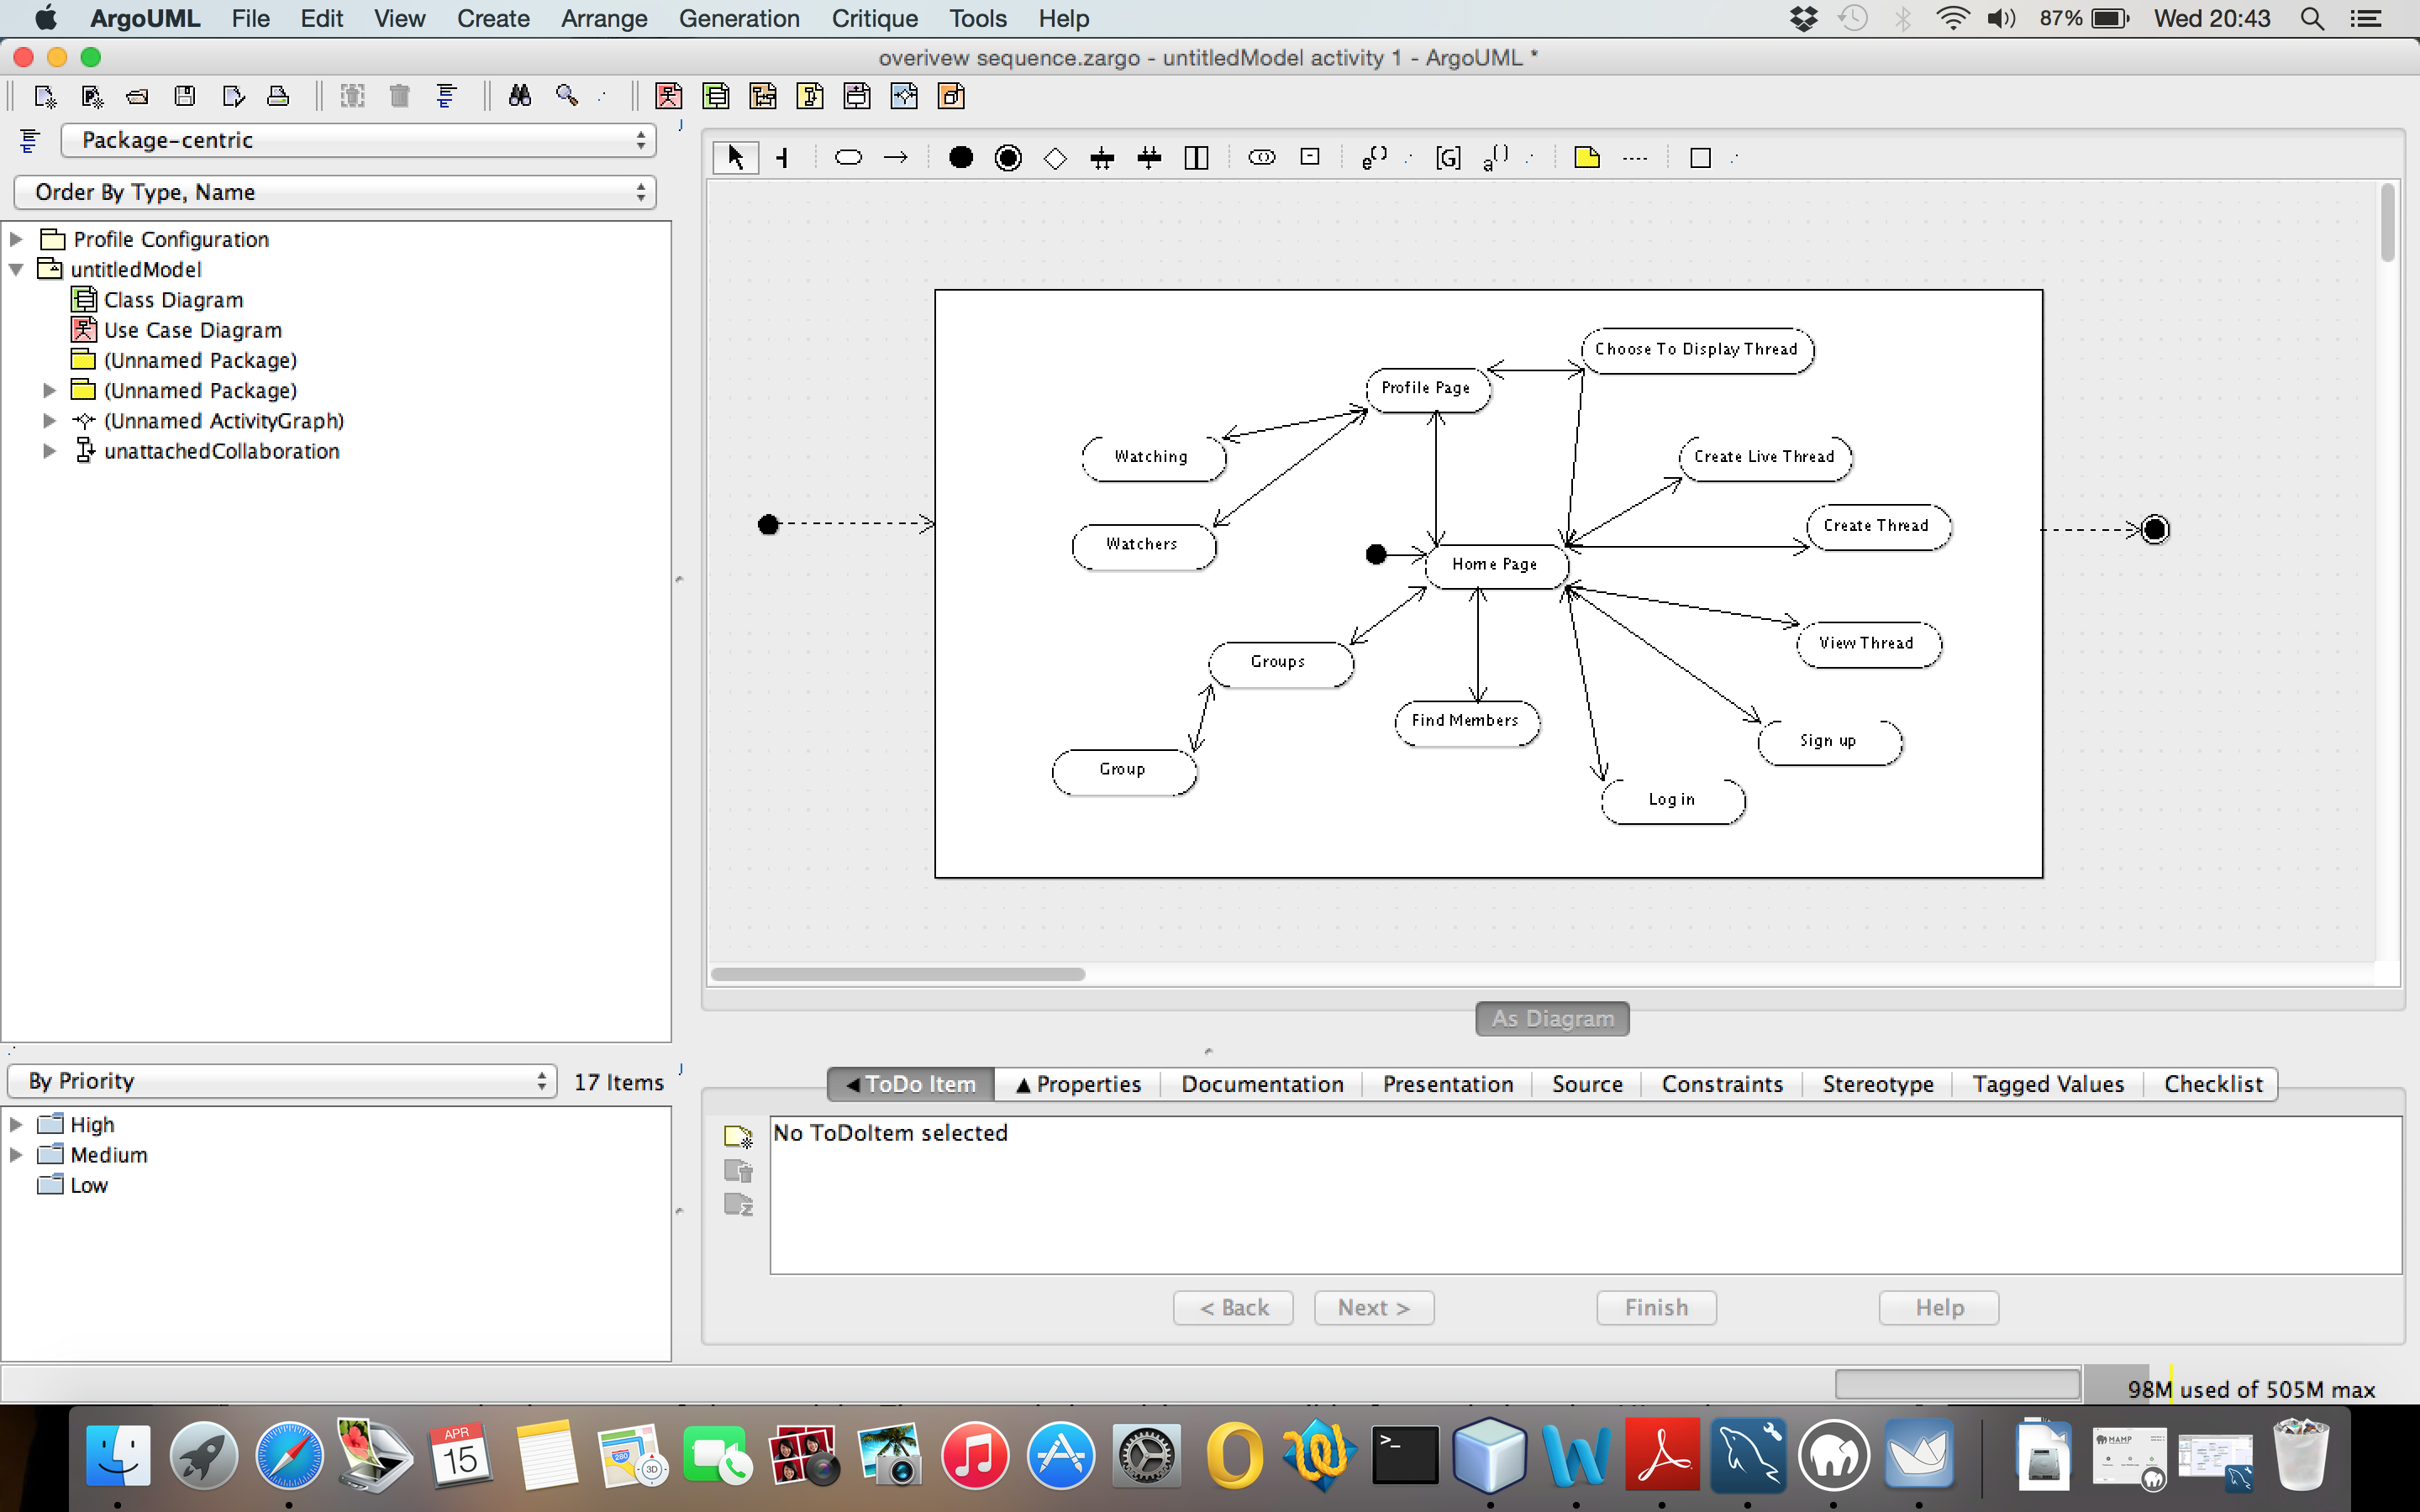 ArgoUML File Edit View Create Arrange Generation Critique Tools Help 87% Wed 20:43
overivew sequence.zargo - untitledModel activity 1 - ArgoUML *
Package-centric
Order By Type, Name
Profile Configuration
untitledModel
Class Diagram
Use Case Diagram
(Unnamed Package)
(Unnamed Package)
(Unnamed ActivityGraph)
unattachedCollaboration
e()
[G]
a()
Choose To Display Thread
Profile Page
Watching
Create Live Thread
Create Thread
Watchers
Home Page
View Thread
Groups
Find Members
Sign up
Group
Log in
As Diagram
By Priority 17 Items
High
Medium
Low
ToDo Item Properties Documentation Presentation Source Constraints Stereotype Tagged Values Checklist
No ToDoItem selected
< Back Next > Finish Help
98M used of 505M max
APR
15
280
3D
>_
W
MAMP